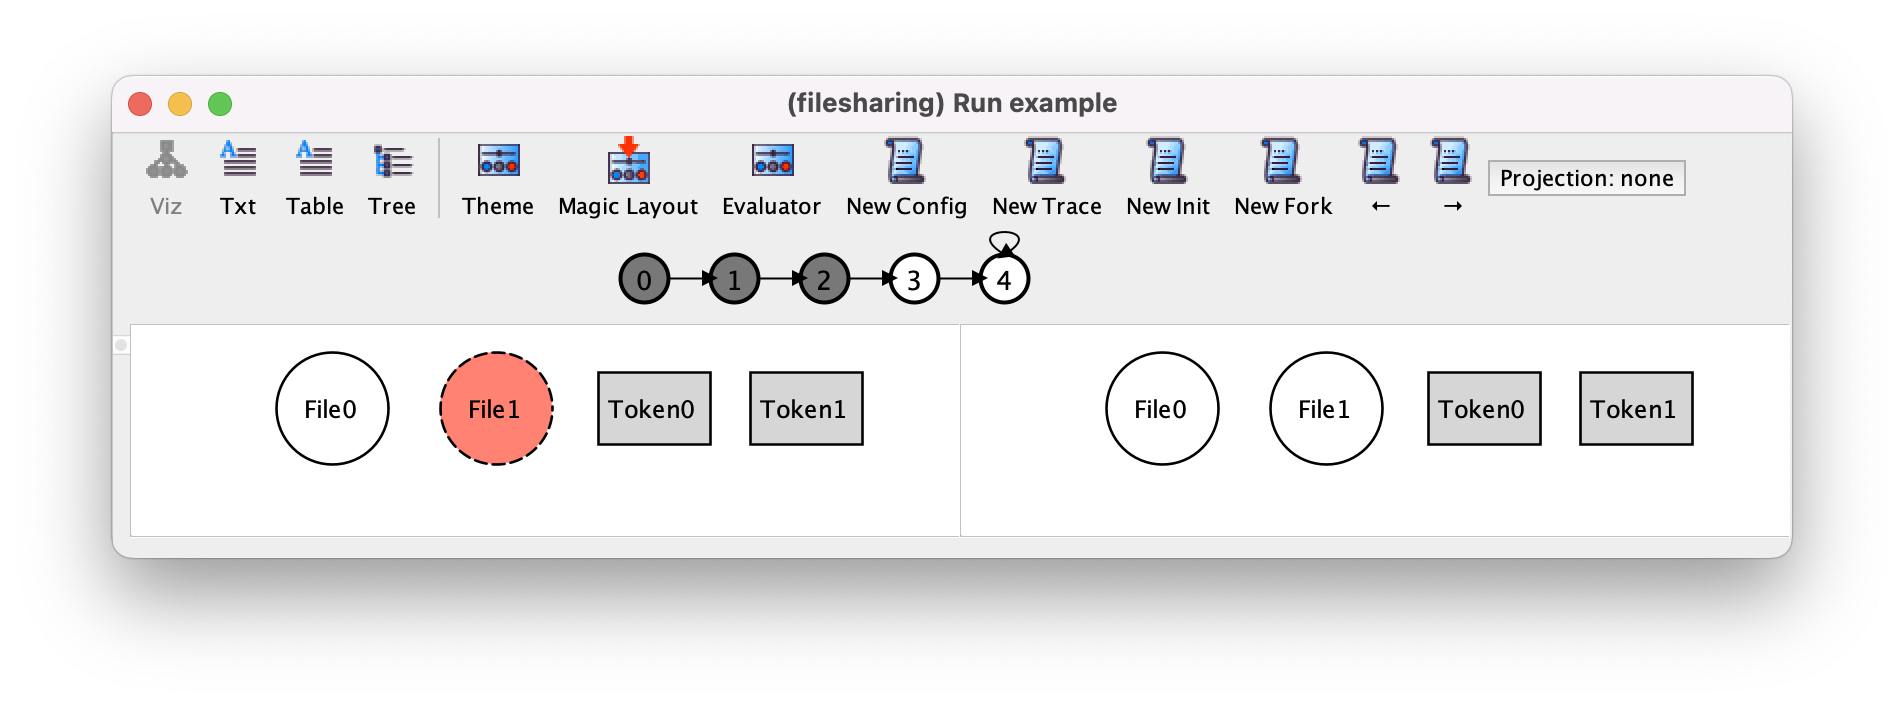 (filesharing) Run example
Viz Txt Table Tree Theme Magic Layout Evaluator New Config New Trace New Init New Fork ← → Projection: none
0 1 2 3 4
File0 File1 Token0 Token1 File0 File1 Token0 Token1